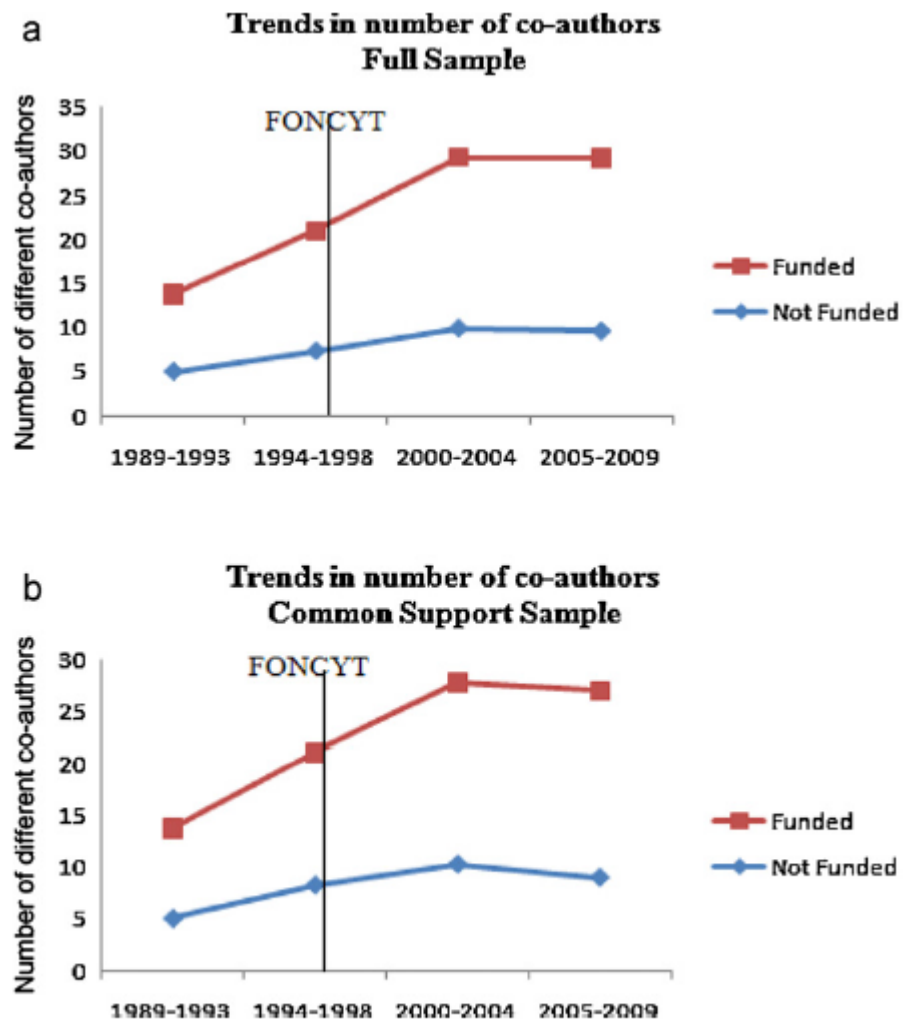 a
Trends in number of co-authors
Full Sample
FONCYT
Number of different co-authors
35
30
25
20
15
10
5
0
1989-1993 1994-1998 2000-2004 2005-2009
Funded
Not Funded
b
Trends in number of co-authors
Common Support Sample
FONCYT
Number of different co-authors
30
25
20
15
10
5
0
1989-1993 1994-1998 2000-2004 2005-2009
Funded
Not Funded